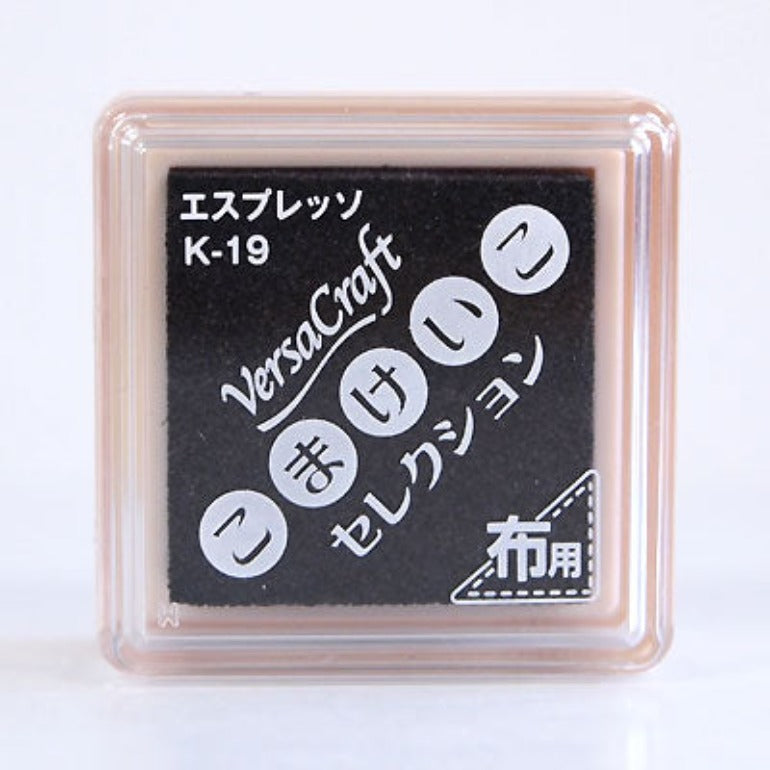 エスプレッソ
K-19
VersaCraft
こまけいこ
セレクション
布用